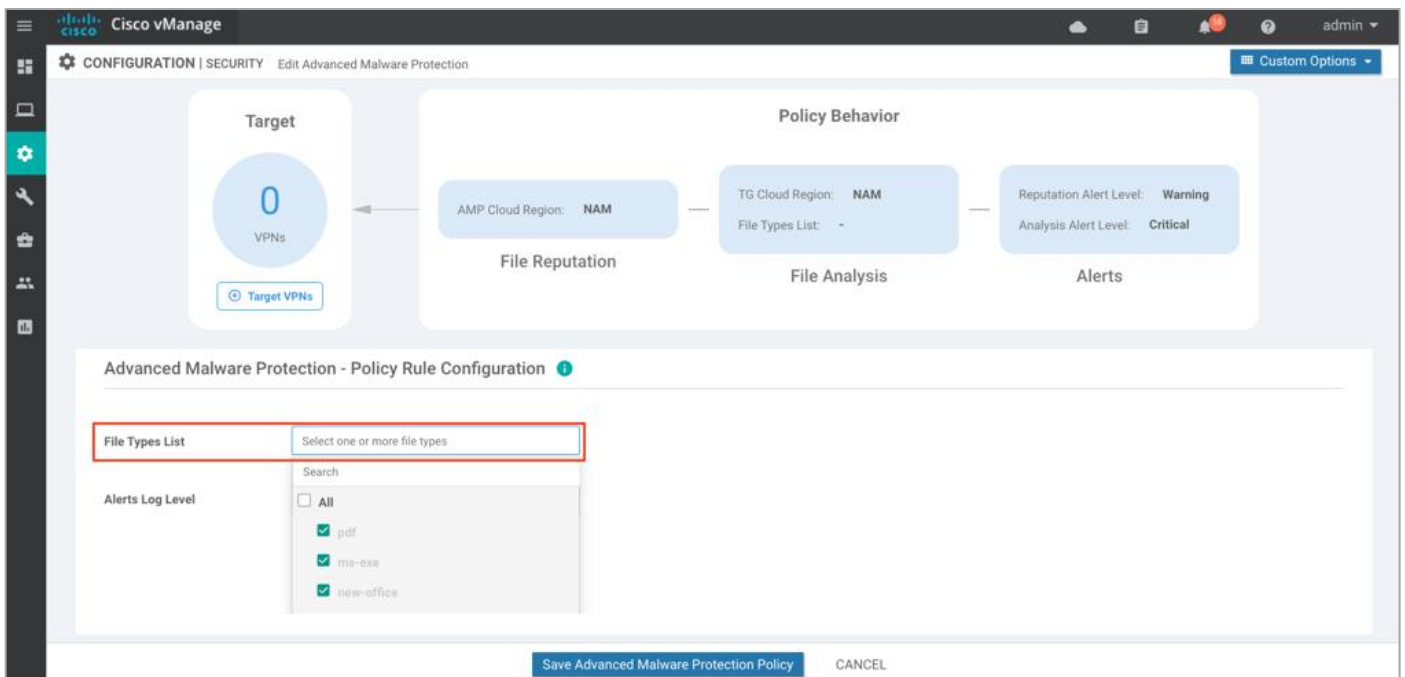 cisco Cisco vManage admin
CONFIGURATION | SECURITY Edit Advanced Malware Protection Custom Options
Target
Policy Behavior
0
VPNs
Target VPNs
AMP Cloud Region: NAM
File Reputation
TG Cloud Region: NAM
File Types List: -
File Analysis
Reputation Alert Level: Warning
Analysis Alert Level: Critical
Alerts
Advanced Malware Protection - Policy Rule Configuration
File Types List Select one or more file types
Search
Alerts Log Level
All
pdf
ms-exe
new-office
Save Advanced Malware Protection Policy CANCEL